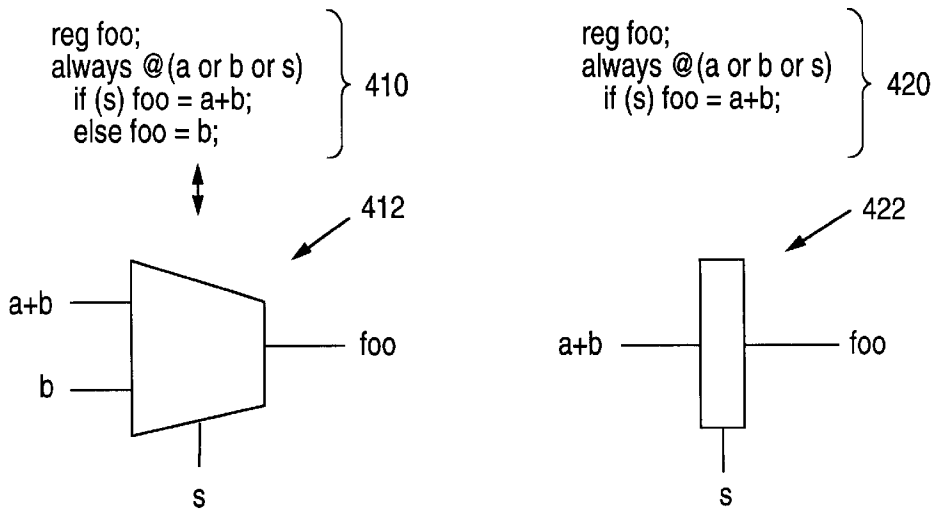 reg foo;
always @(a or b or s)
if (s) foo = a+b;
else foo = b;
410
412
a+b
b
foo
s
reg foo;
always @(a or b or s)
if (s) foo = a+b;
420
422
a+b
foo
s